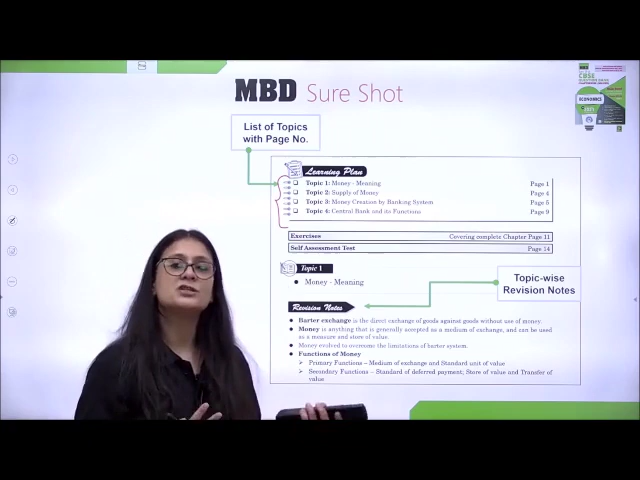 MBD Sure Shot
CBSE
ECONOMICS
List of Topics
with Page No.
Learning Plan
Topic 1: Money - Meaning Page 1
Topic 2: Supply of Money Page 4
Topic 3: Money Creation by Banking System Page 5
Topic 4: Central Bank and its Functions Page 9
Exercises Covering complete Chapter Page 11
Self Assessment Test Page 14
Topic 1
Money - Meaning
Topic-wise
Revision Notes
Revision Notes
Barter exchange is the direct exchange of goods against goods without use of money.
Money is anything that is generally accepted as a medium of exchange, and can be used
as a measure and store of value.
Money evolved to overcome the limitations of barter system.
Functions of Money
Primary Functions – Medium of exchange and Standard unit of value
Secondary Functions – Standard of deferred payment; Store of value and Transfer of
value